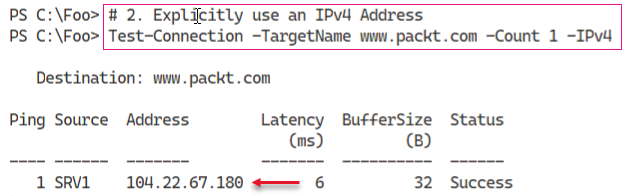 PS C:\Foo> # 2. Explicitly use an IPv4 Address
PS C:\Foo> Test-Connection -TargetName www.packt.com -Count 1 -IPv4
Destination: www.packt.com
Ping Source Address Latency BufferSize Status
(ms) (B)
---- ------ ------- ------- ---------- ------
1 SRV1 104.22.67.180 6 32 Success